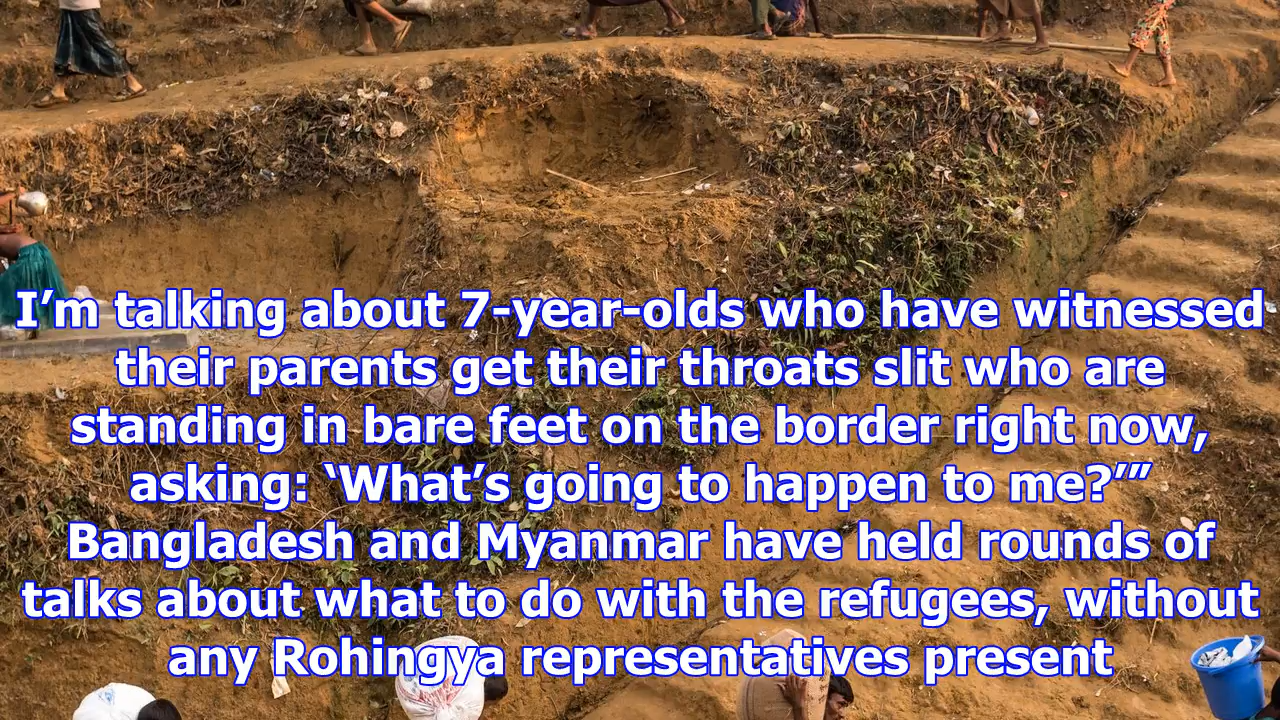 I’m talking about 7-year-olds who have witnessed
their parents get their throats slit who are
standing in bare feet on the border right now,
asking: ‘What’s going to happen to me?’”
Bangladesh and Myanmar have held rounds of
talks about what to do with the refugees, without
any Rohingya representatives present